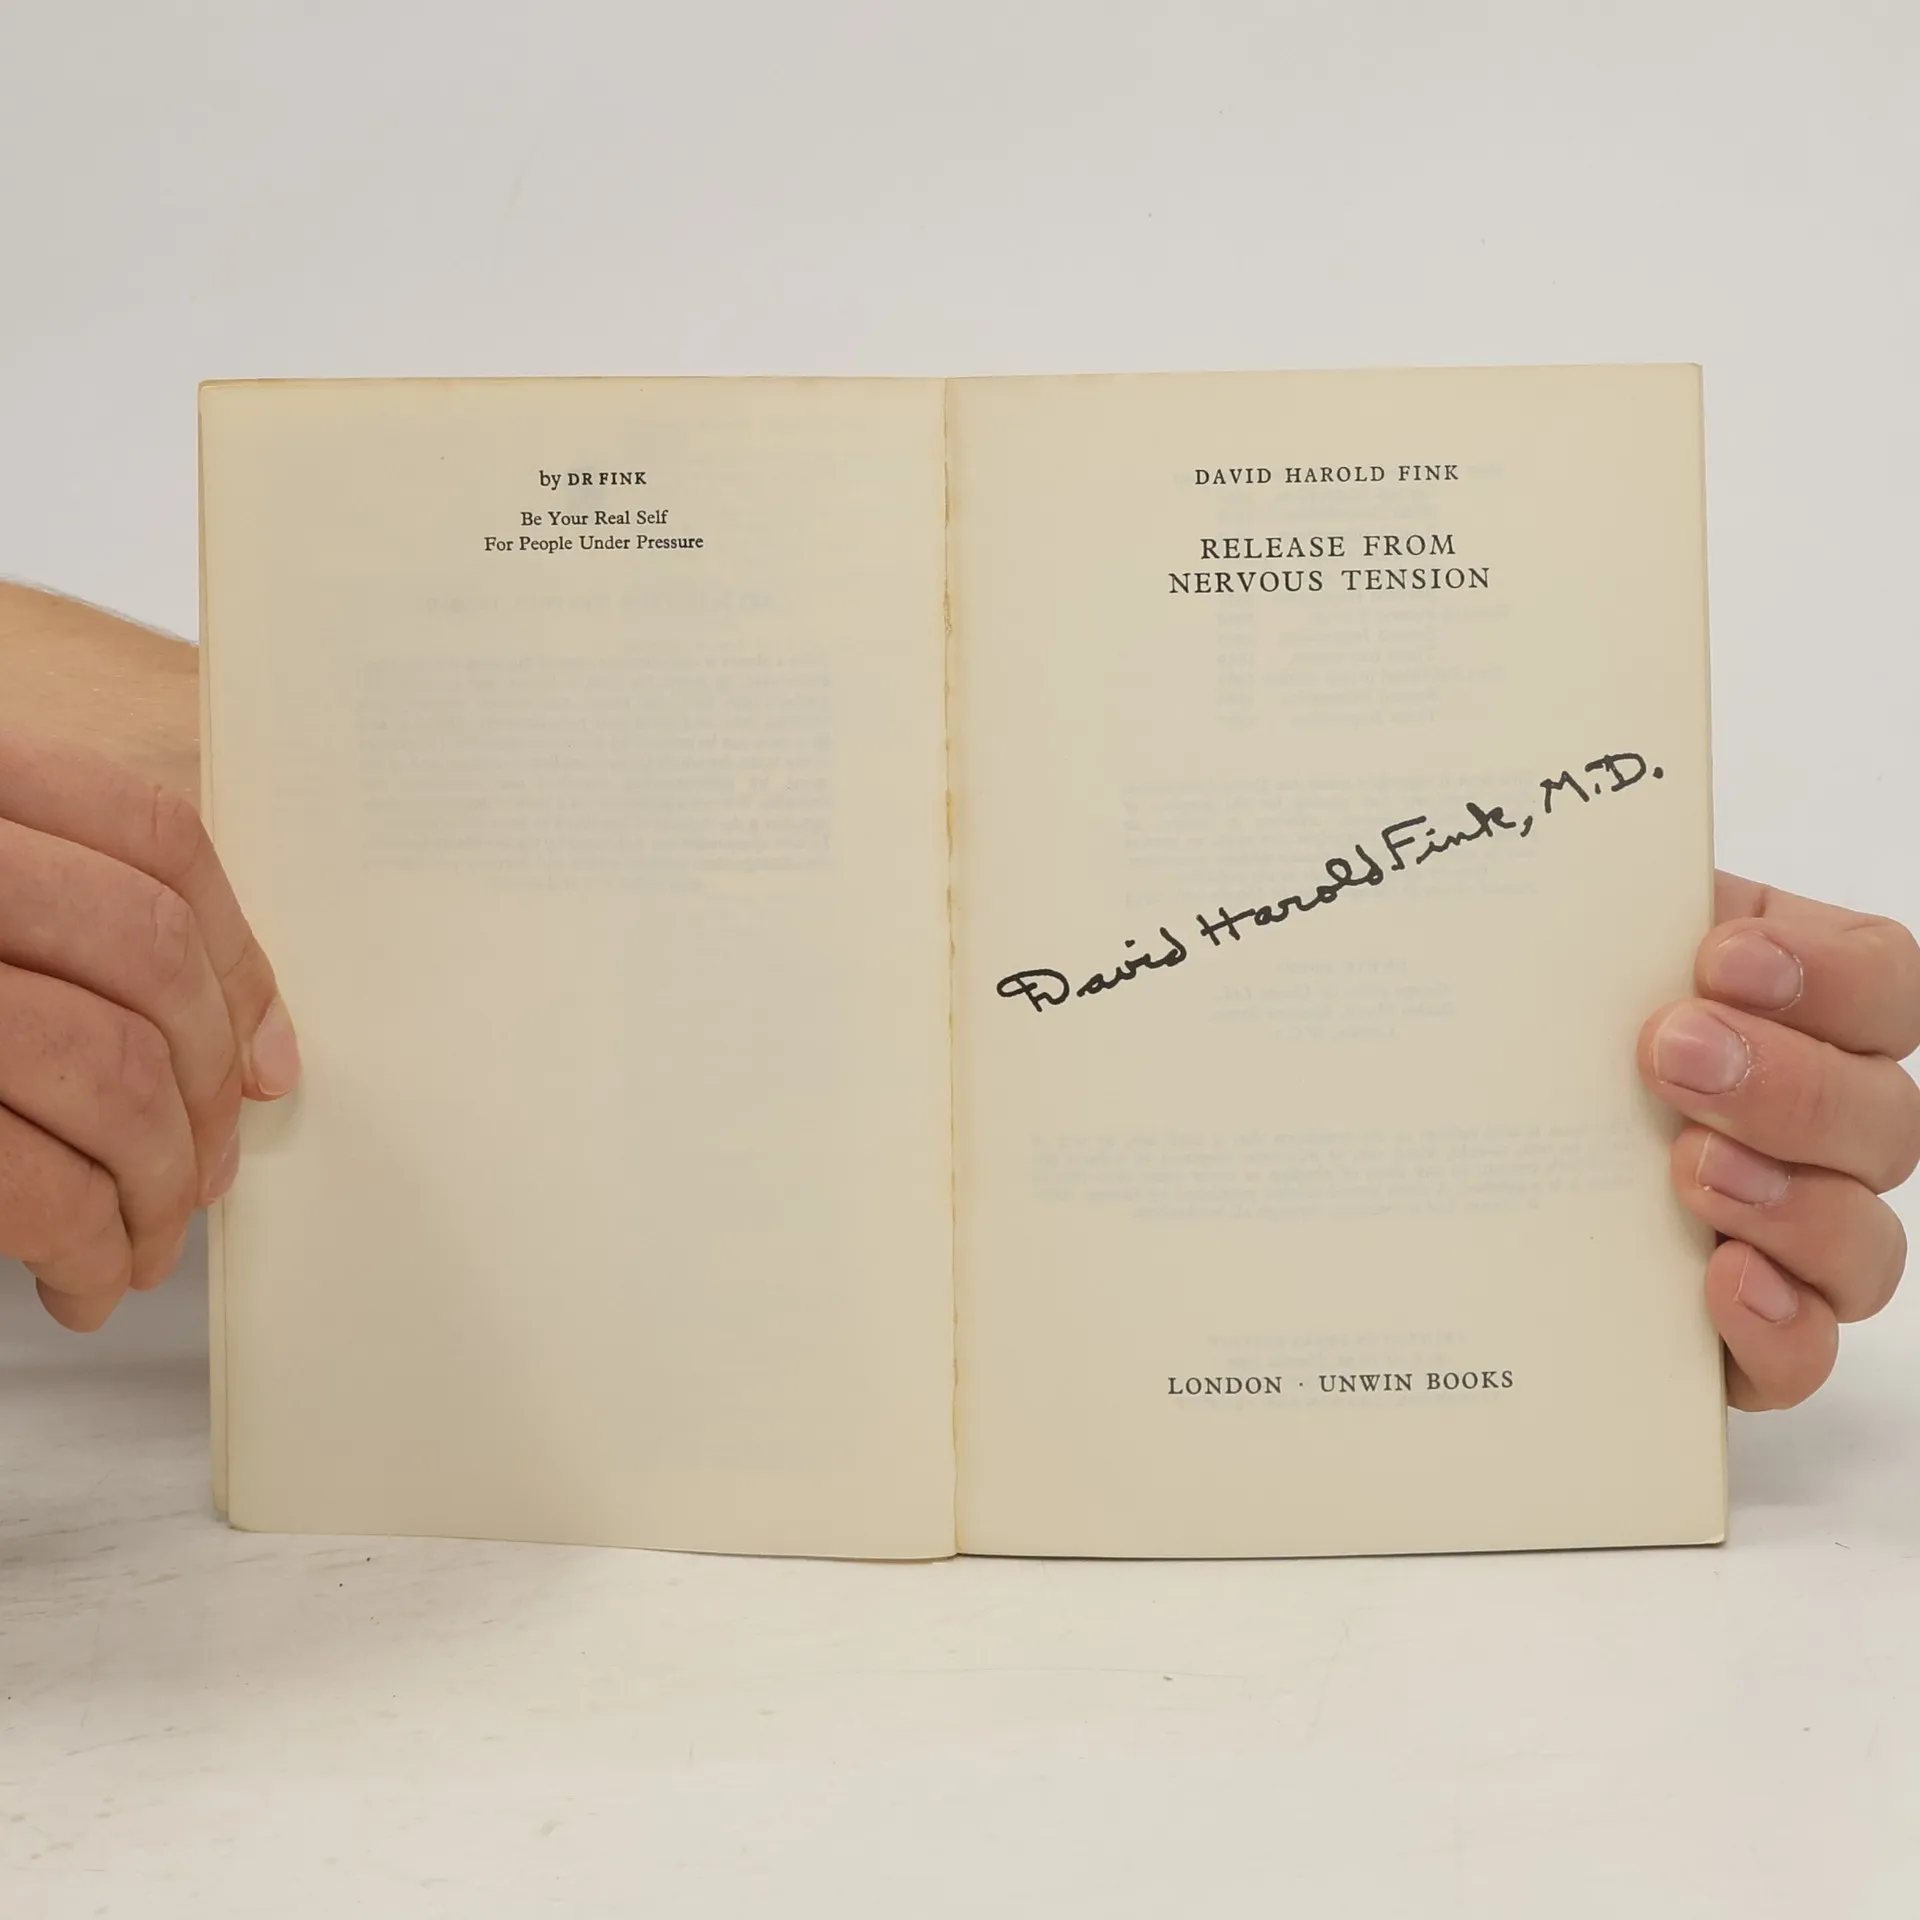 by DR FINK
Be Your Real Self
For People Under Pressure
DAVID HAROLD FINK
RELEASE FROM
NERVOUS TENSION
David Harold Fink, M.D.
LONDON · UNWIN BOOKS